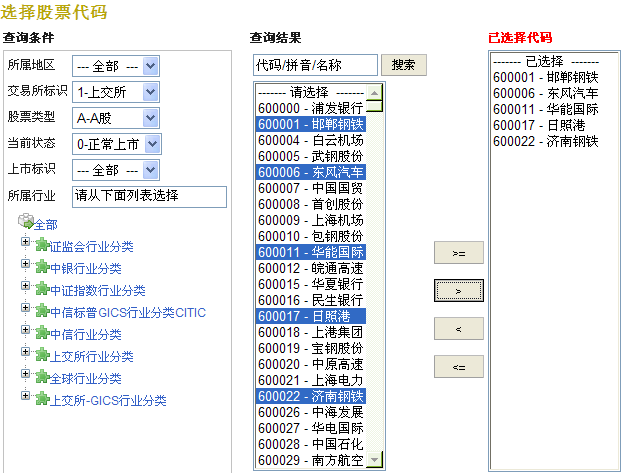 选择股票代码
查询条件
所属地区
--- 全部 ---
交易所标识
1-上交所
股票类型
A-A股
当前状态
0-正常上市
上市标识
--- 全部 ---
所属行业
请从下面列表选择
全部
证监会行业分类
中银行业分类
中证指数行业分类
中信标普GICS行业分类CITIC
中信行业分类
上交所行业分类
全球行业分类
上交所-GICS行业分类
查询结果
代码/拼音/名称
搜索
------- 请选择 -------
600000 - 浦发银行
600001 - 邯郸钢铁
600004 - 白云机场
600005 - 武钢股份
600006 - 东风汽车
600007 - 中国国贸
600008 - 首创股份
600009 - 上海机场
600010 - 包钢股份
600011 - 华能国际
600012 - 皖通高速
600015 - 华夏银行
600016 - 民生银行
600017 - 日照港
600018 - 上港集团
600019 - 宝钢股份
600020 - 中原高速
600021 - 上海电力
600022 - 济南钢铁
600026 - 中海发展
600027 - 华电国际
600028 - 中国石化
600029 - 南方航空
>=
>
<
<=
已选择代码
------- 已选择 -------
600001 - 邯郸钢铁
600006 - 东风汽车
600011 - 华能国际
600017 - 日照港
600022 - 济南钢铁